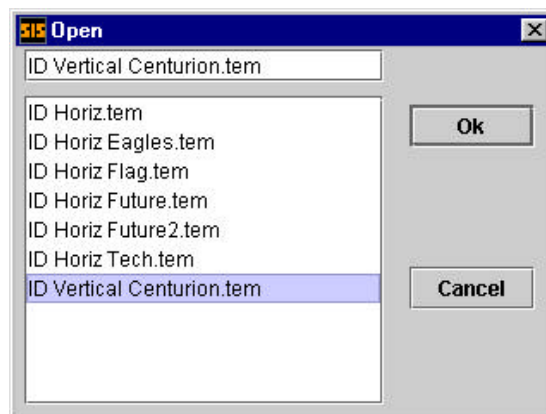 SIS Open
ID Vertical Centurion.tem
ID Horiz.tem
ID Horiz Eagles.tem
ID Horiz Flag.tem
ID Horiz Future.tem
ID Horiz Future2.tem
ID Horiz Tech.tem
ID Vertical Centurion.tem
Ok
Cancel